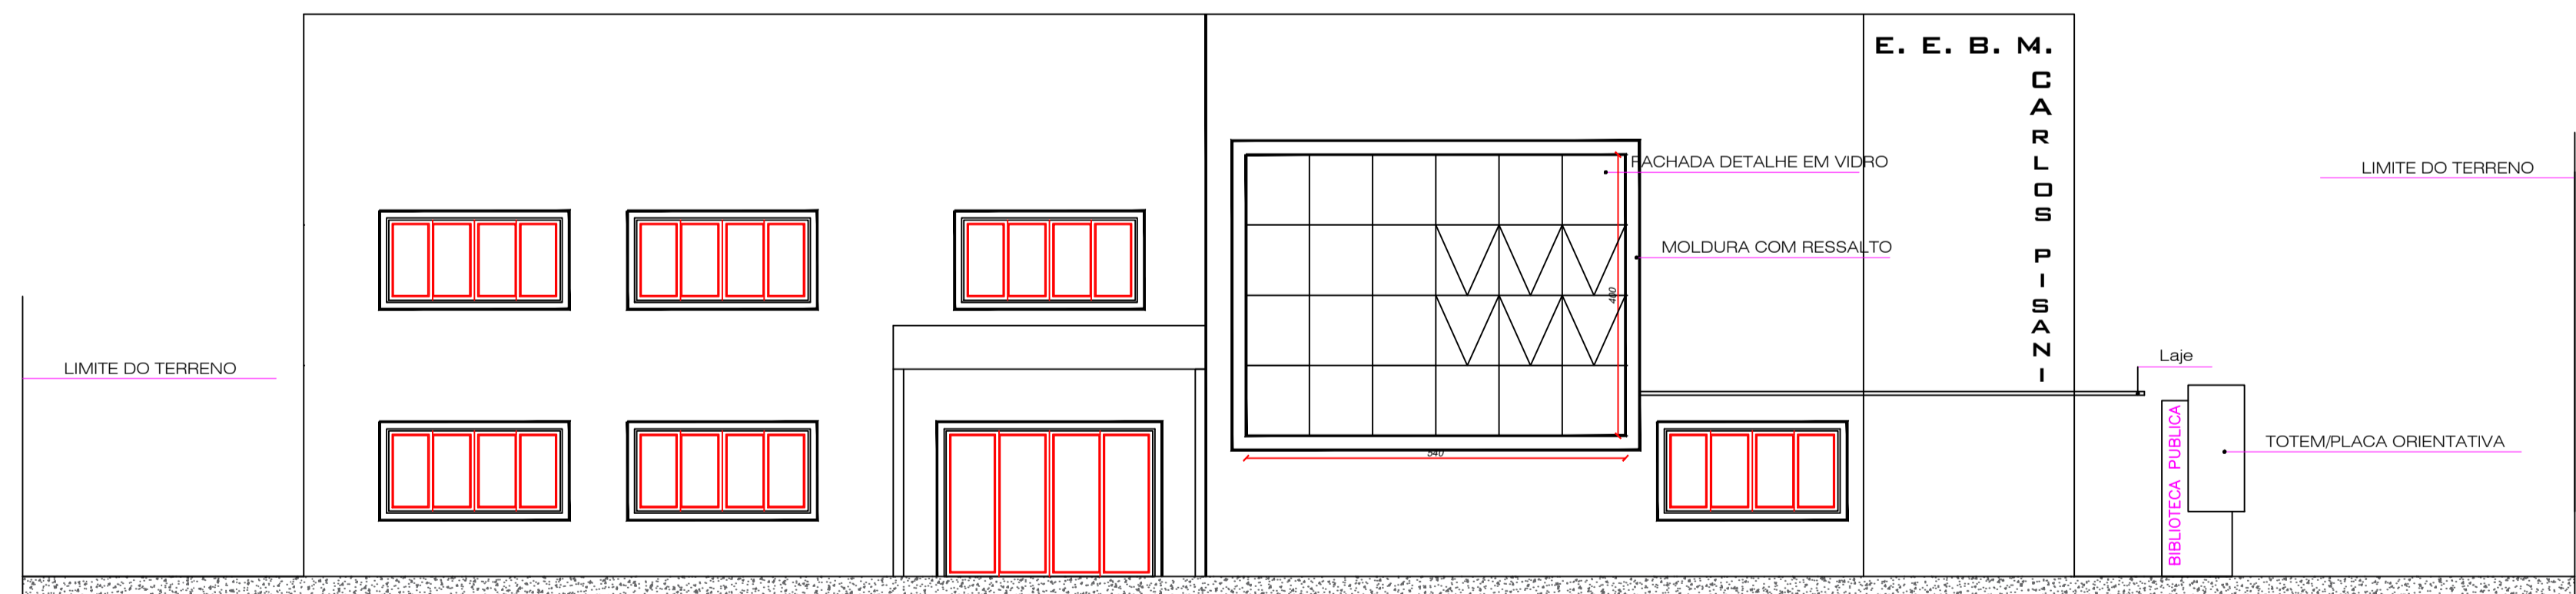 E. E. B. M.
CARLOS PISANI
FACHADA DETALHE EM VIDRO
LIMITE DO TERRENO
MOLDURA COM RESSALTO
400
Laje
LIMITE DO TERRENO
BIBLIOTECA PUBLICA
TOTEM/PLACA ORIENTATIVA
540